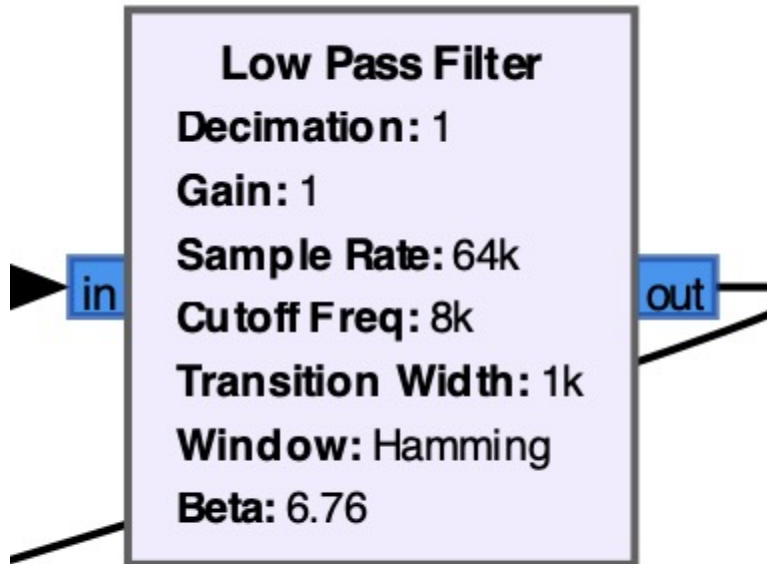 Low Pass Filter
Decimation: 1
Gain: 1
Sample Rate: 64k
in
out
Cutoff Freq: 8k
Transition Width: 1k
Window: Hamming
Beta: 6.76